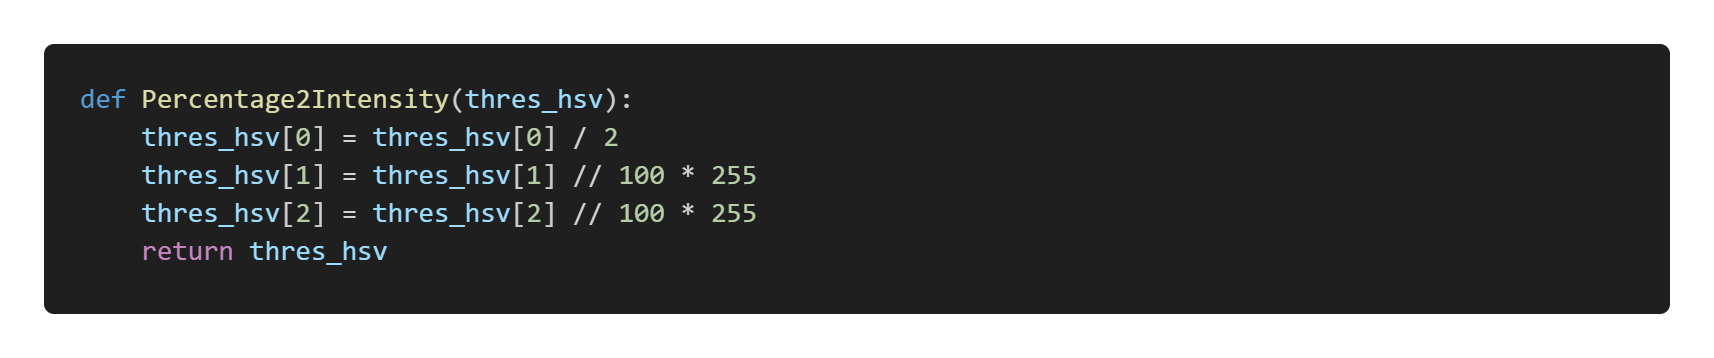 def Percentage2Intensity(thres_hsv):
    thres_hsv[0] = thres_hsv[0] / 2
    thres_hsv[1] = thres_hsv[1] // 100 * 255
    thres_hsv[2] = thres_hsv[2] // 100 * 255
    return thres_hsv